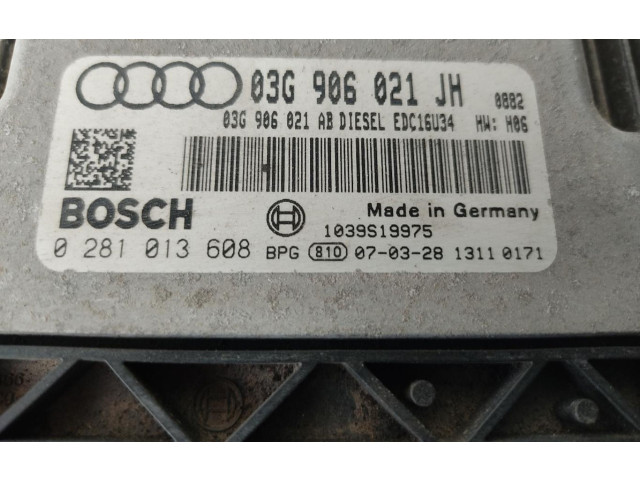 03G 906 021 JH 0882
03G 906 021 AB DIESEL EDC16U34 HW: H06
BOSCH
Made in Germany
1039S19975
0 281 013 608 BPG 810 07-03-28 1311 0171